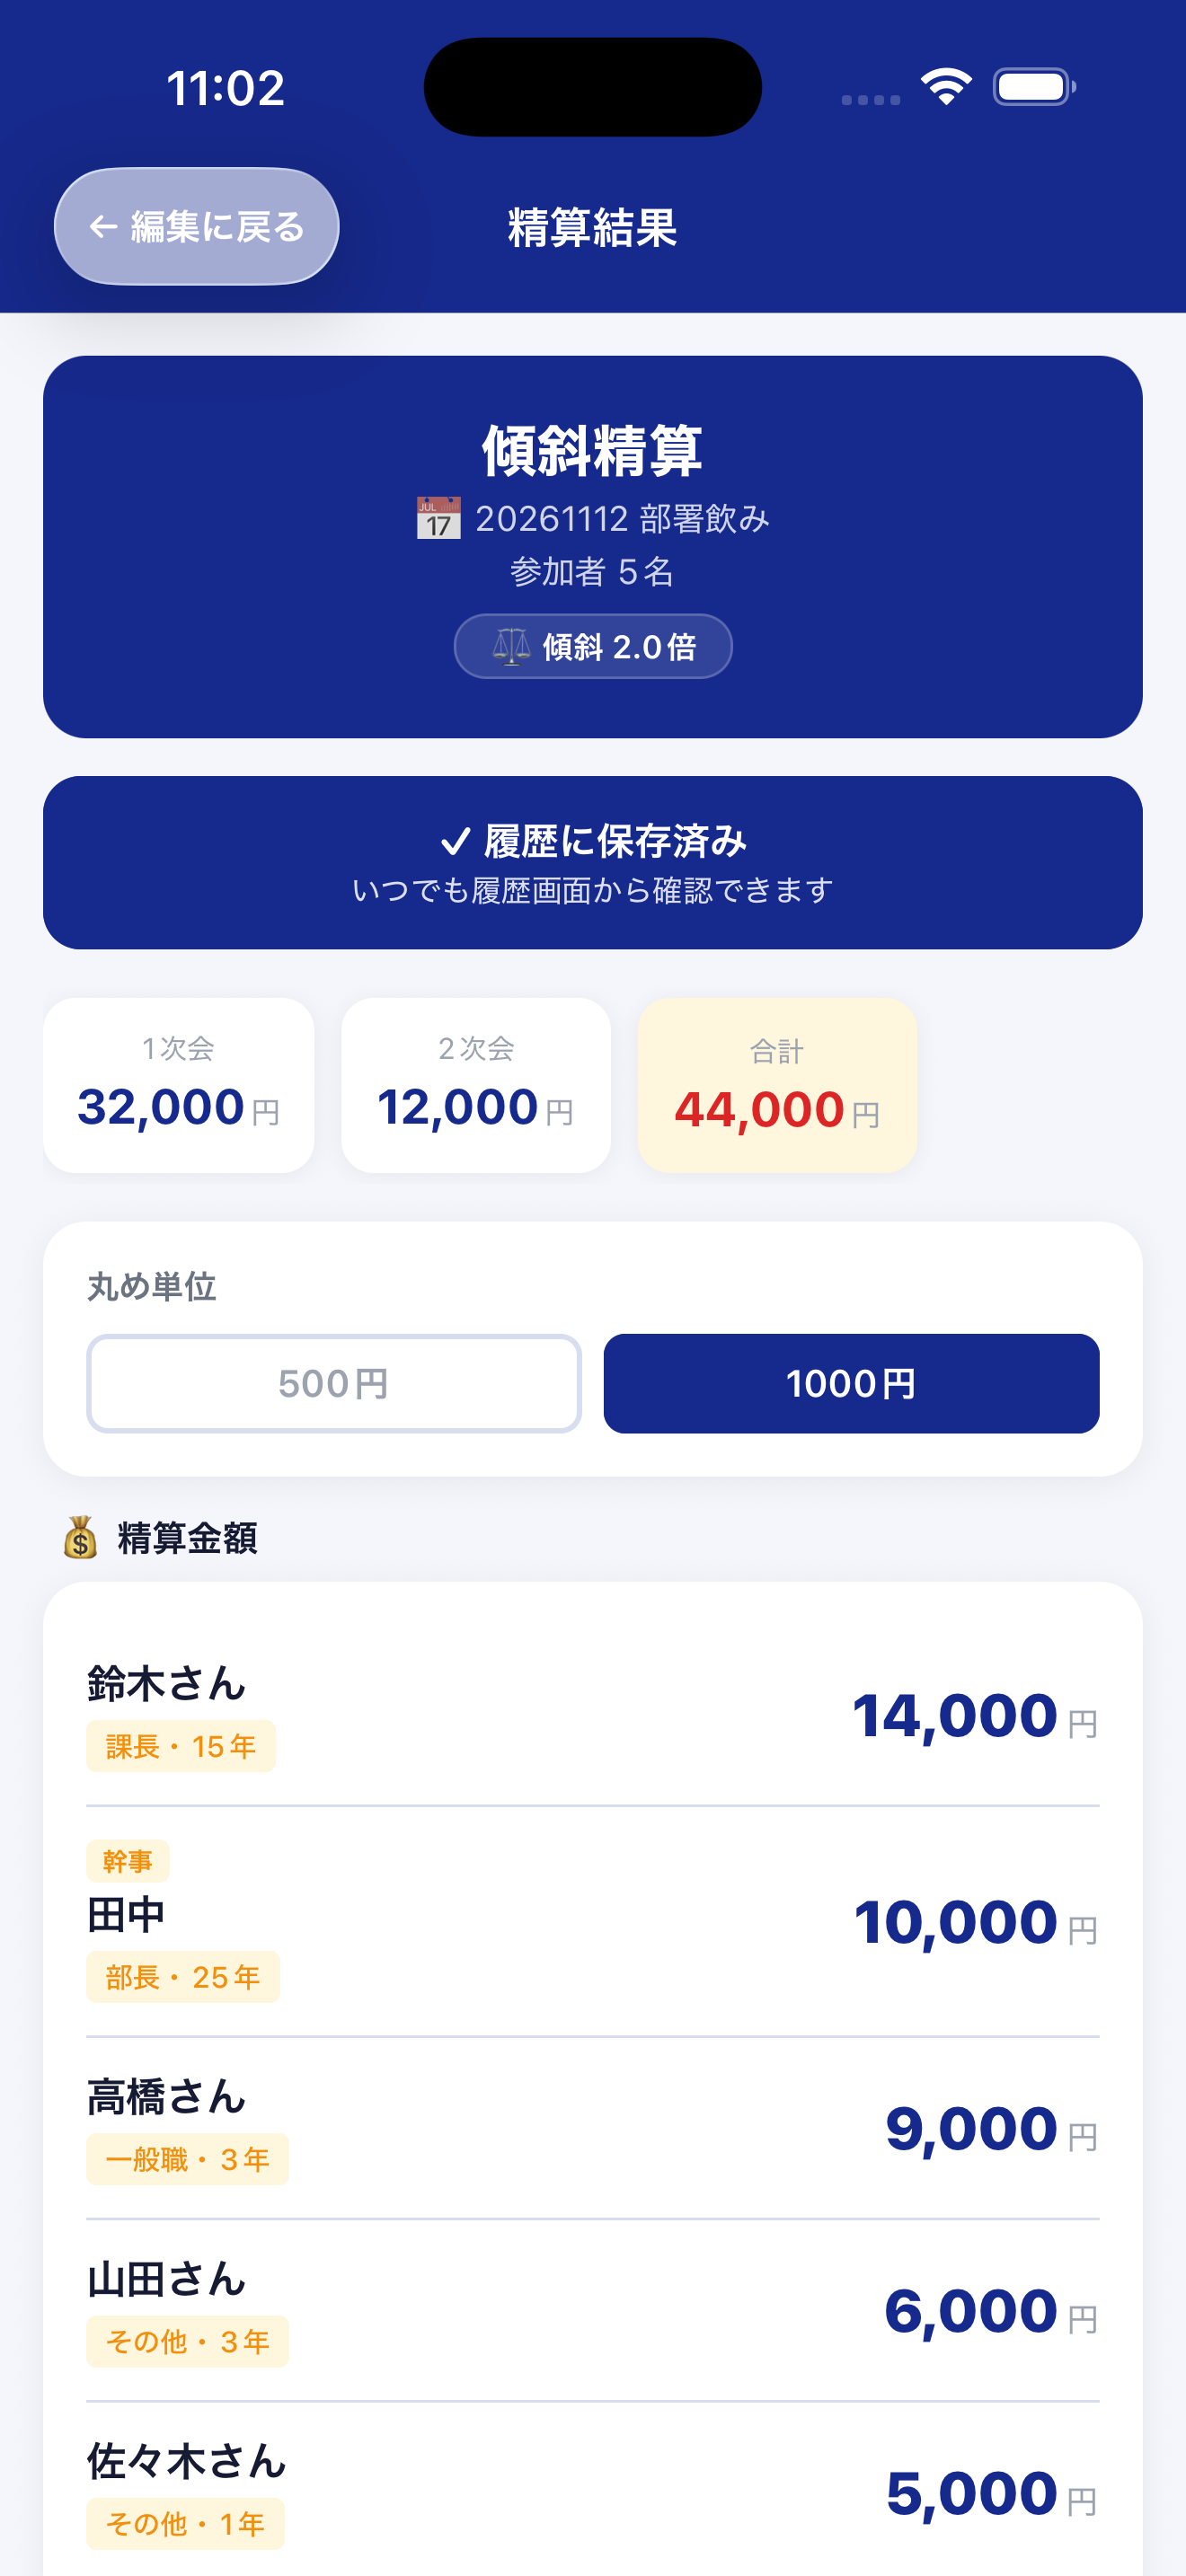 11:02
← 編集に戻る
精算結果
傾斜精算
JUL 17 20261112 部署飲み
参加者 5名
傾斜 2.0倍
✓ 履歴に保存済み
いつでも履歴画面から確認できます
1次会
32,000円
2次会
12,000円
合計
44,000円
丸め単位
500円
1000円
💰 精算金額
鈴木さん
課長・15年
14,000円
幹事
田中
部長・25年
10,000円
高橋さん
一般職・3年
9,000円
山田さん
その他・3年
6,000円
佐々木さん
その他・1年
5,000円